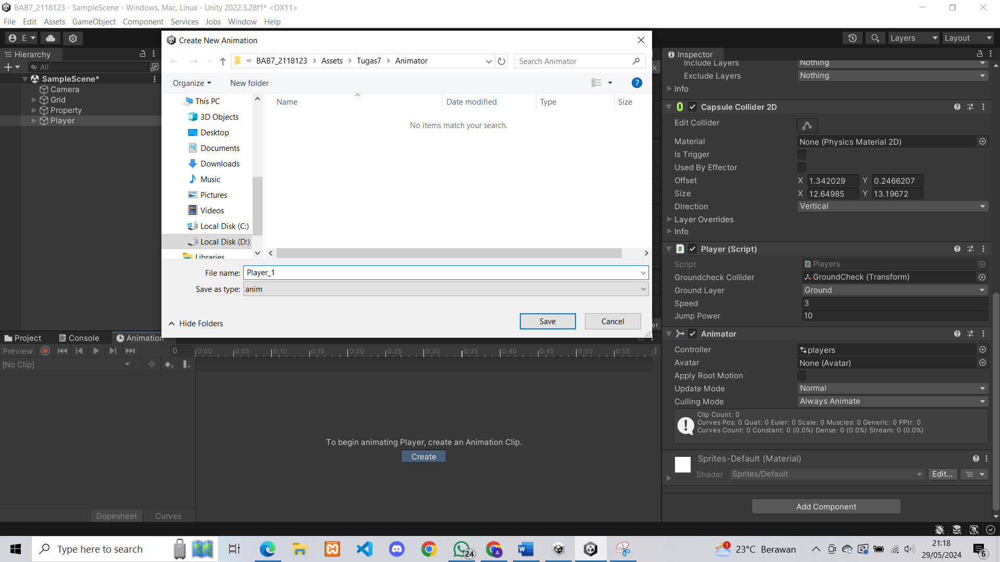 BAB7_2118123 - SampleScene - Windows, Mac, Linux - Unity 2022.3.28f1* <DX11>
File Edit Assets GameObject Component Services Jobs Window Help
E
Layers
Layout
Hierarchy
All
SampleScene*
Camera
Grid
Property
Player
Create New Animation
« BAB7_2118123 > Assets > Tugas7 > Animator
Search Animator
Organize
New folder
This PC
3D Objects
Desktop
Documents
Downloads
Music
Pictures
Videos
Local Disk (C:)
Local Disk (D:)
Libraries
Name Date modified Type Size
No items match your search.
File name: Player_1
Save as type: anim
Hide Folders
Save
Cancel
Inspector
Include Layers Nothing
Exclude Layers Nothing
Info
Capsule Collider 2D
Edit Collider
Material None (Physics Material 2D)
Is Trigger
Used By Effector
Offset X 1.342029 Y 0.2466207
Size X 12.64985 Y 13.19672
Direction Vertical
Layer Overrides
Info
Player (Script)
Script Players
Groundcheck Collider GroundCheck (Transform)
Ground Layer Ground
Speed 3
Jump Power 10
Animator
Controller players
Avatar None (Avatar)
Apply Root Motion
Update Mode Normal
Culling Mode Always Animate
Clip Count: 0
Curves Pos: 0 Quat: 0 Euler: 0 Scale: 0 Muscles: 0 Generic: 0 PPtr: 0
Curves Count: 0 Constant: 0 (0.0%) Dense: 0 (0.0%) Stream: 0 (0.0%)
Sprites-Default (Material)
Shader Sprites/Default Edit...
Add Component
Project Console Animation
Preview 0
0:00 0:05 0:10 0:15 0:20 0:25 0:30 0:35 0:40 0:45 0:50 0:55
[No Clip]
To begin animating Player, create an Animation Clip.
Create
Dopesheet Curves
Type here to search
24
A
1
23°C Berawan
21:18
29/05/2024
6